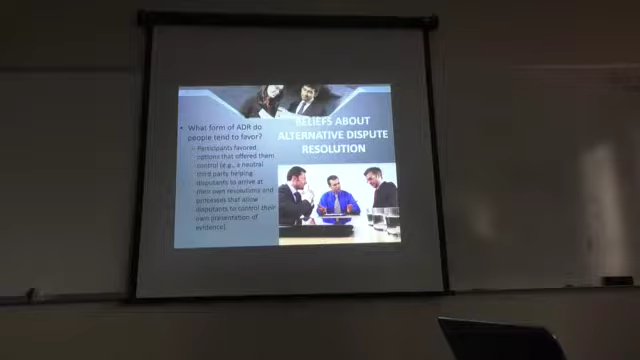 BELIEFS ABOUT
ALTERNATIVE DISPUTE
RESOLUTION
• What form of ADR do
people tend to favor?
Participants favored
options that offered them
control (e.g., a neutral
third party helping
disputants to arrive at
their own resolutions and
processes that allow
disputants to control their
own presentation of
evidence)